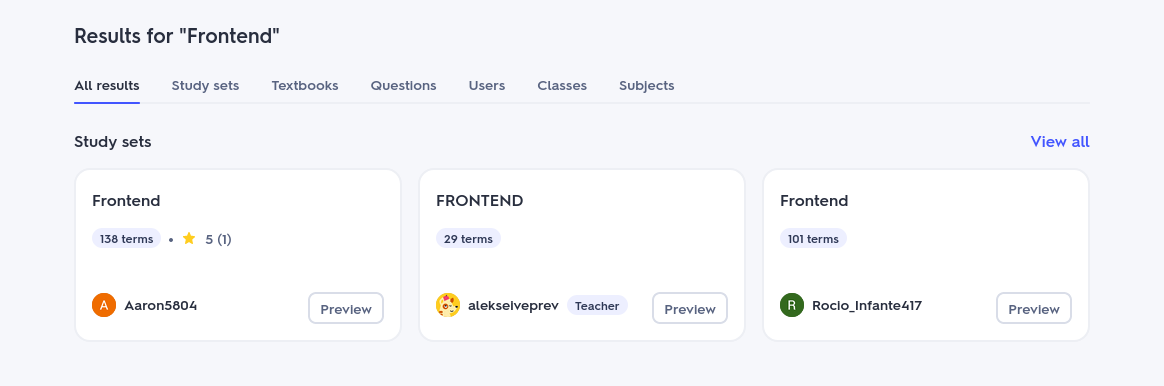 Results for "Frontend"
All results Study sets Textbooks Questions Users Classes Subjects
Study sets View all
Frontend
138 terms • 5 (1)
A Aaron5804 Preview
FRONTEND
29 terms
alekseiveprev Teacher Preview
Frontend
101 terms
R Rocio_Infante417 Preview